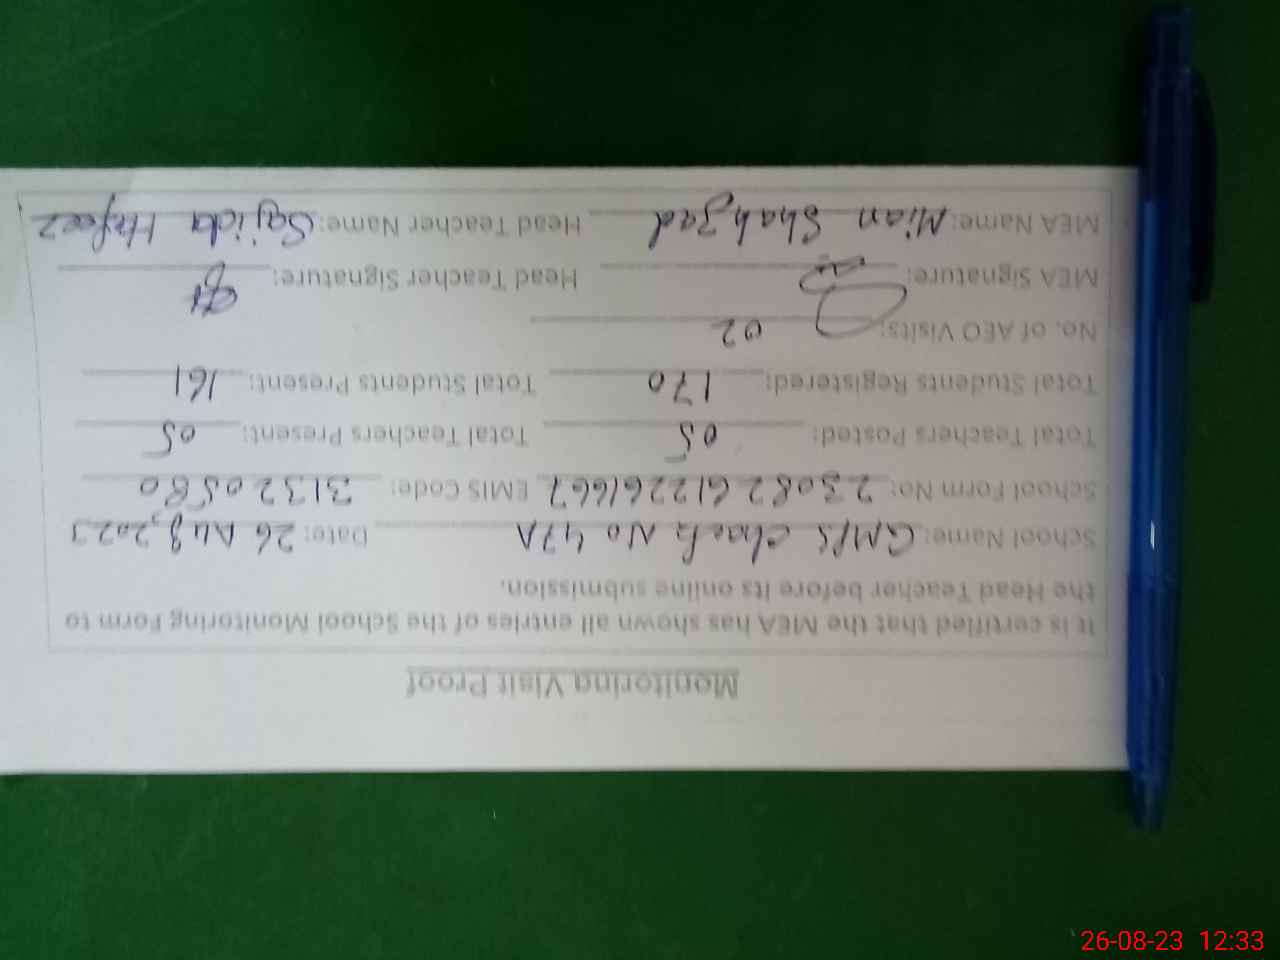 Monitoring Visit Proof
It is certified that the MEA has shown all entries of the School Monitoring Form to
the Head Teacher before its online submission.
School Name: GMPS Chack No 47A Date: 26 Aug, 2023
School Form No: 23082612261667 EMIS Code: 31320580
Total Teachers Posted: 05 Total Teachers Present: 05
Total Students Registered: 170 Total Students Present: 161
No. of AEO Visits: 02
MEA Signature: Head Teacher Signature:
MEA Name: Mian Shahzad Head Teacher Name: Sajida Hafeez
26-08-23 12:33